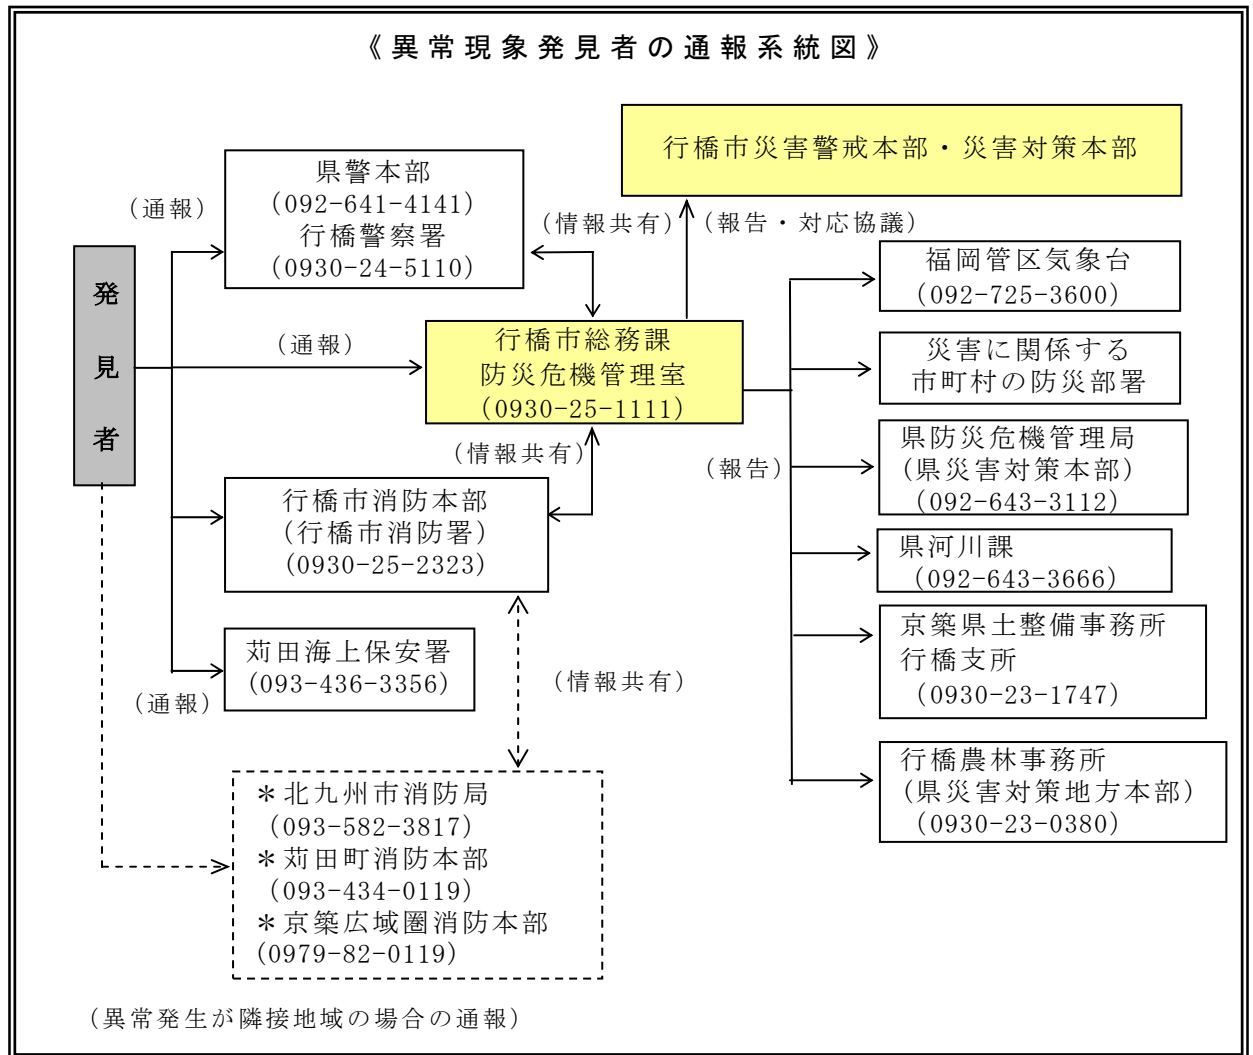 《異常現象発見者の通報系統図》
行橋市災害警戒本部・災害対策本部
県警本部
(092-641-4141)
行橋警察署
(0930-24-5110)
(通報)
(情報共有)
(報告・対応協議)
発見者
(通報)
行橋市総務課
防災危機管理室
(0930-25-1111)
(情報共有)
(報告)
行橋市消防本部
(行橋市消防署)
(0930-25-2323)
苅田海上保安署
(093-436-3356)
(通報)
(情報共有)
*北九州市消防局
(093-582-3817)
*苅田町消防本部
(093-434-0119)
*京築広域圏消防本部
(0979-82-0119)
(異常発生が隣接地域の場合の通報)
福岡管区気象台
(092-725-3600)
災害に関係する
市町村の防災部署
県防災危機管理局
(県災害対策本部)
(092-643-3112)
県河川課
(092-643-3666)
京築県土整備事務所
行橋支所
(0930-23-1747)
行橋農林事務所
(県災害対策地方本部)
(0930-23-0380)